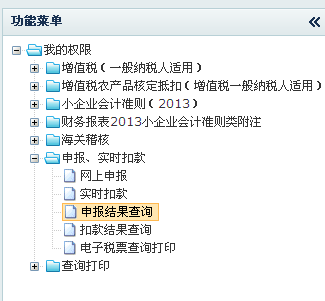 功能菜单
我的权限
增值税（一般纳税人适用）
增值税农产品核定抵扣（增值税一般纳税人适用）
小企业会计准则（2013）
财务报表2013小企业会计准则类附注
海关稽核
申报、实时扣款
网上申报
实时扣款
申报结果查询
扣款结果查询
电子税票查询打印
查询打印